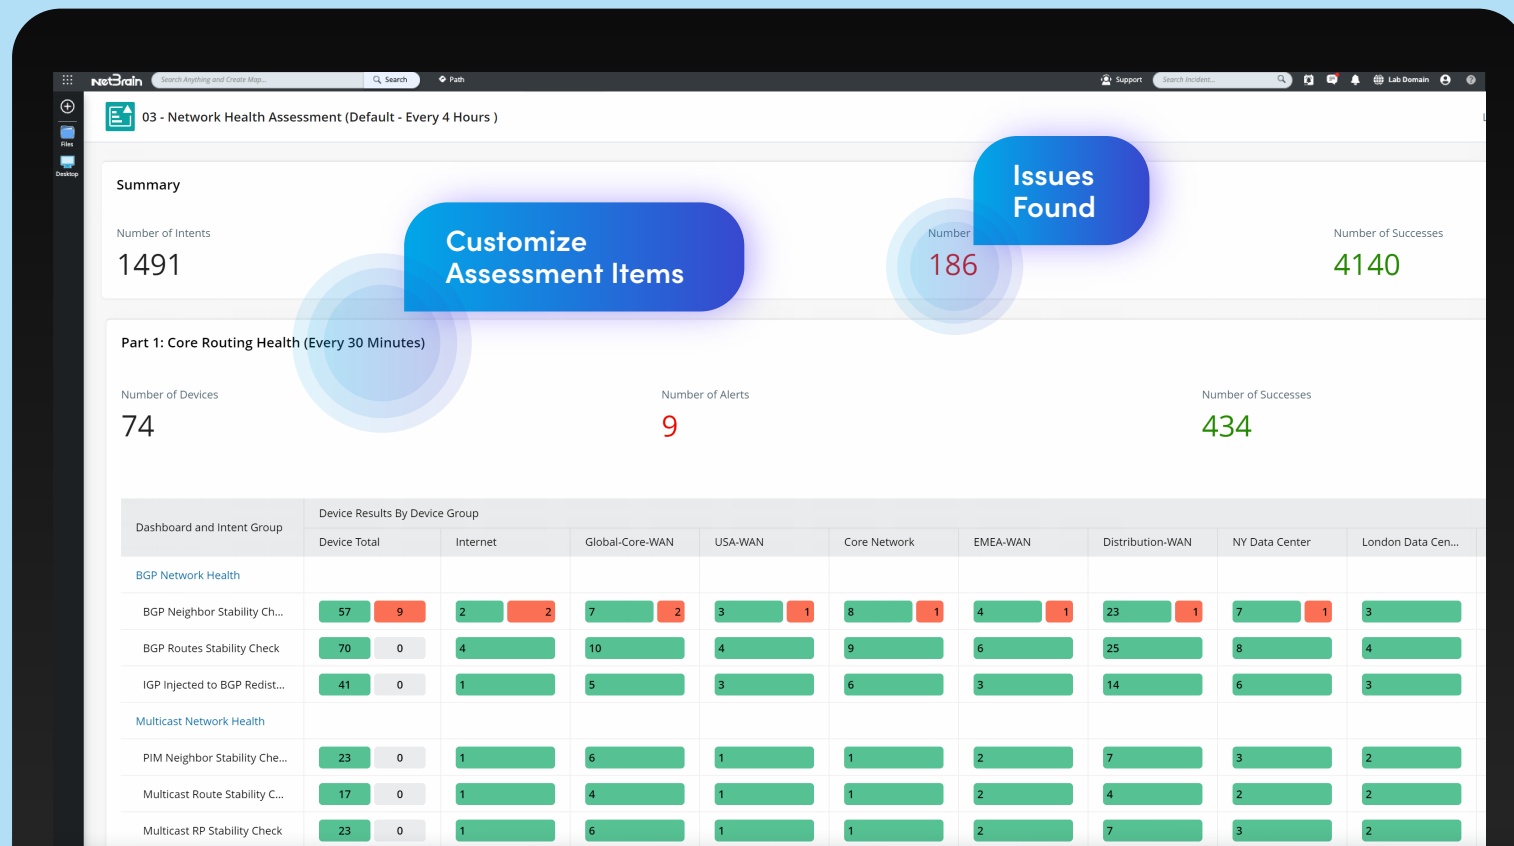 NetBrain Search Anything and Create Map... Search Path Support Search Incident... Lab Domain
03 - Network Health Assessment (Default - Every 4 Hours )
Files
Desktop
Summary
Customize
Assessment Items
Issues
Found
Number of Intents Number Number of Successes
1491 186 4140
Part 1: Core Routing Health (Every 30 Minutes)
Number of Devices Number of Alerts Number of Successes
74 9 434
Dashboard and Intent Group Device Results By Device Group
Device Total Internet Global-Core-WAN USA-WAN Core Network EMEA-WAN Distribution-WAN NY Data Center London Data Cen...
BGP Network Health
BGP Neighbor Stability Ch... 57 9 2 2 7 2 3 1 8 1 4 1 23 1 7 1 3
BGP Routes Stability Check 70 0 4 10 4 9 6 25 8 4
IGP Injected to BGP Redist... 41 0 1 5 3 6 3 14 6 3
Multicast Network Health
PIM Neighbor Stability Che... 23 0 1 6 1 1 2 7 3 2
Multicast Route Stability C... 17 0 1 4 1 1 2 4 2 2
Multicast RP Stability Check 23 0 1 6 1 1 2 7 3 2